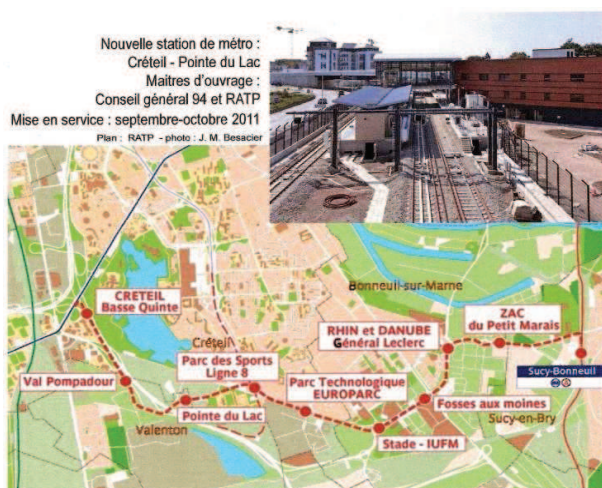 Nouvelle station de métro :
Créteil - Pointe du Lac
Maitres d'ouvrage :
Conseil général 94 et RATP
Mise en service : septembre-octobre 2011
Plan : RATP - photo : J. M. Besacier
Bonneuil-sur-Marne
CRETEIL
Basse Quinte
ZAC
du Petit Marais
RHIN et DANUBE
Général Leclerc
Créteil
Parc des Sports
Ligne 8
Sucy-Bonneuil
Val Pompadour
Parc Technologique
EUROPARC
Pointe du Lac
Fosses aux moines
Valenton
Sucy-en-Bry
Stade - IUFM